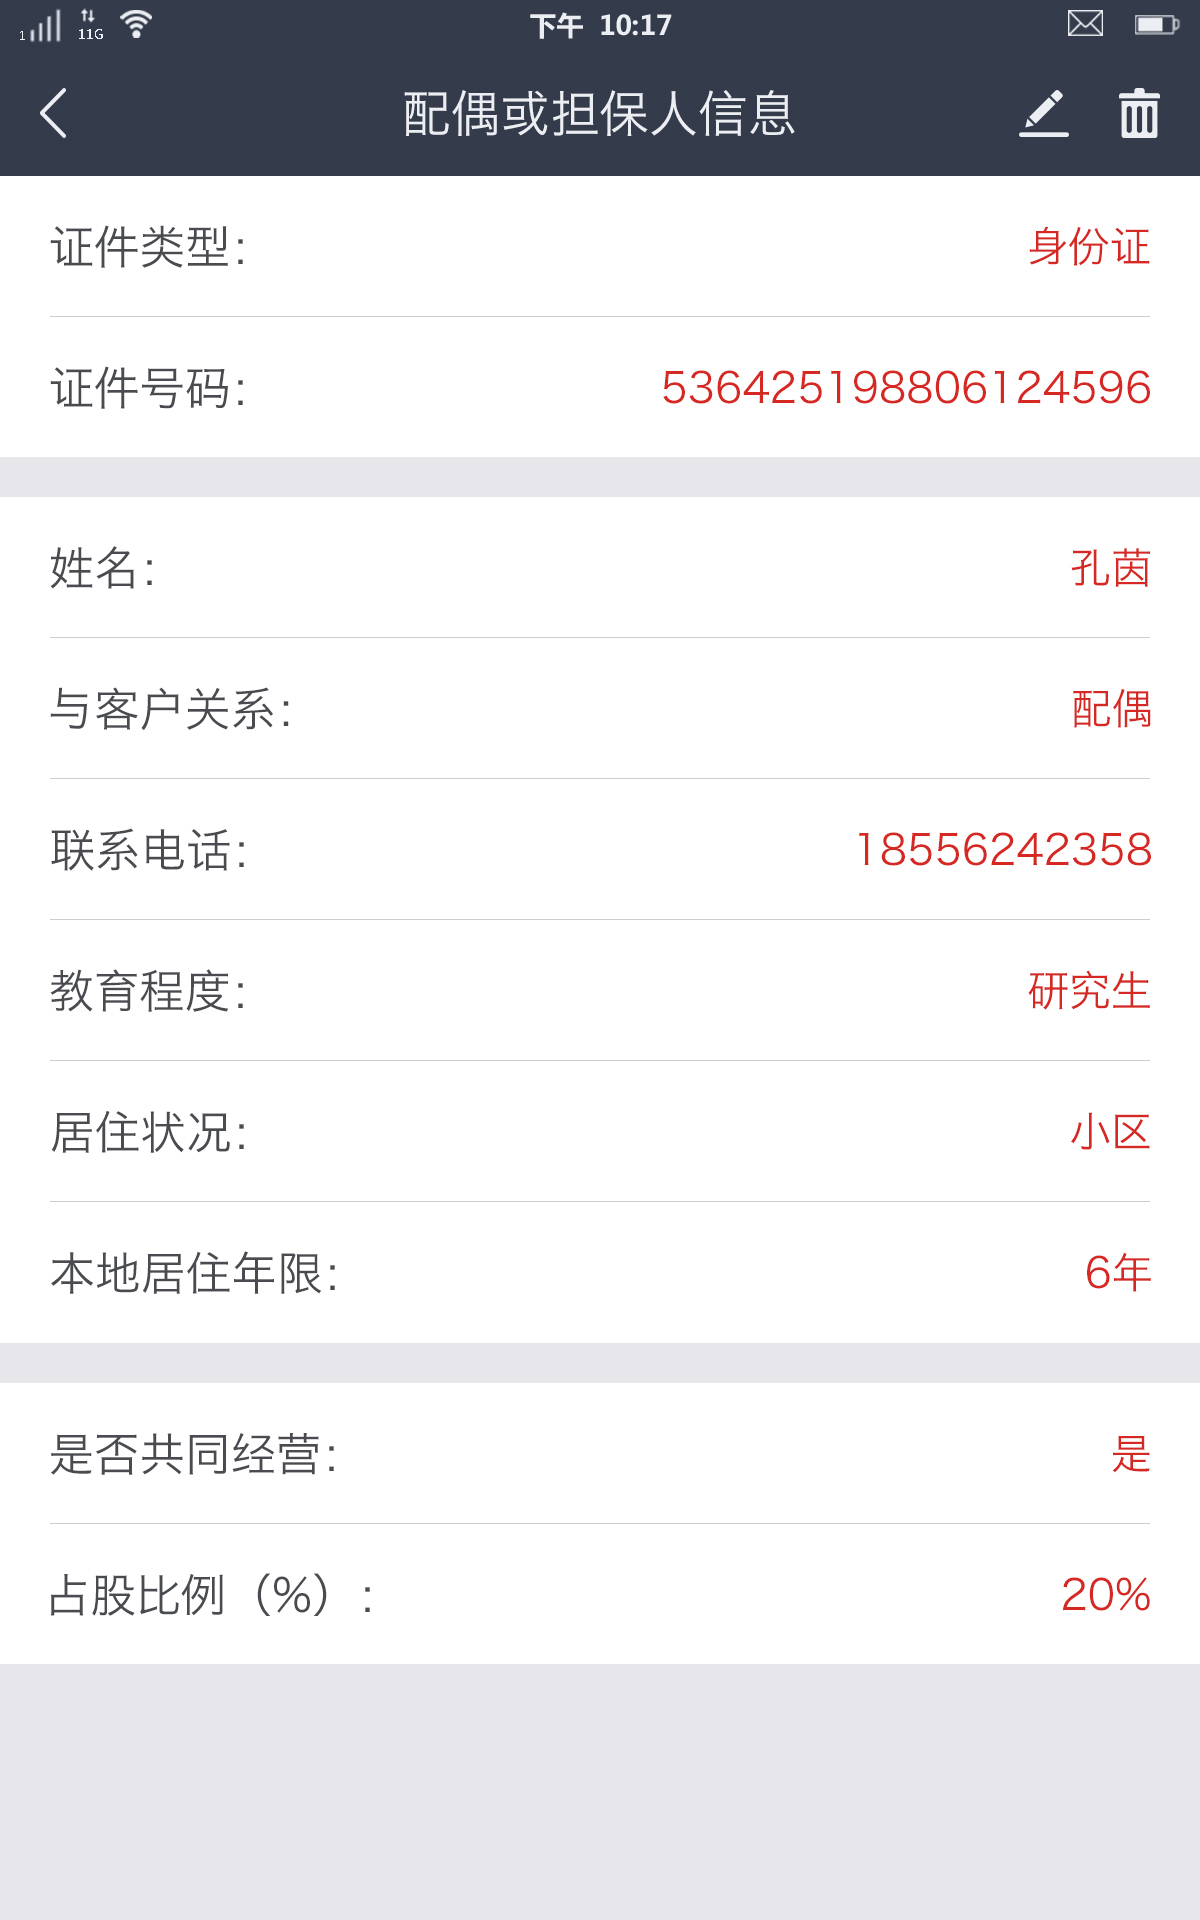 1 11G 下午 10:17
配偶或担保人信息
证件类型: 身份证
证件号码: 536425198806124596
姓名: 孔茵
与客户关系: 配偶
联系电话: 18556242358
教育程度: 研究生
居住状况: 小区
本地居住年限: 6年
是否共同经营: 是
占股比例（%）: 20%